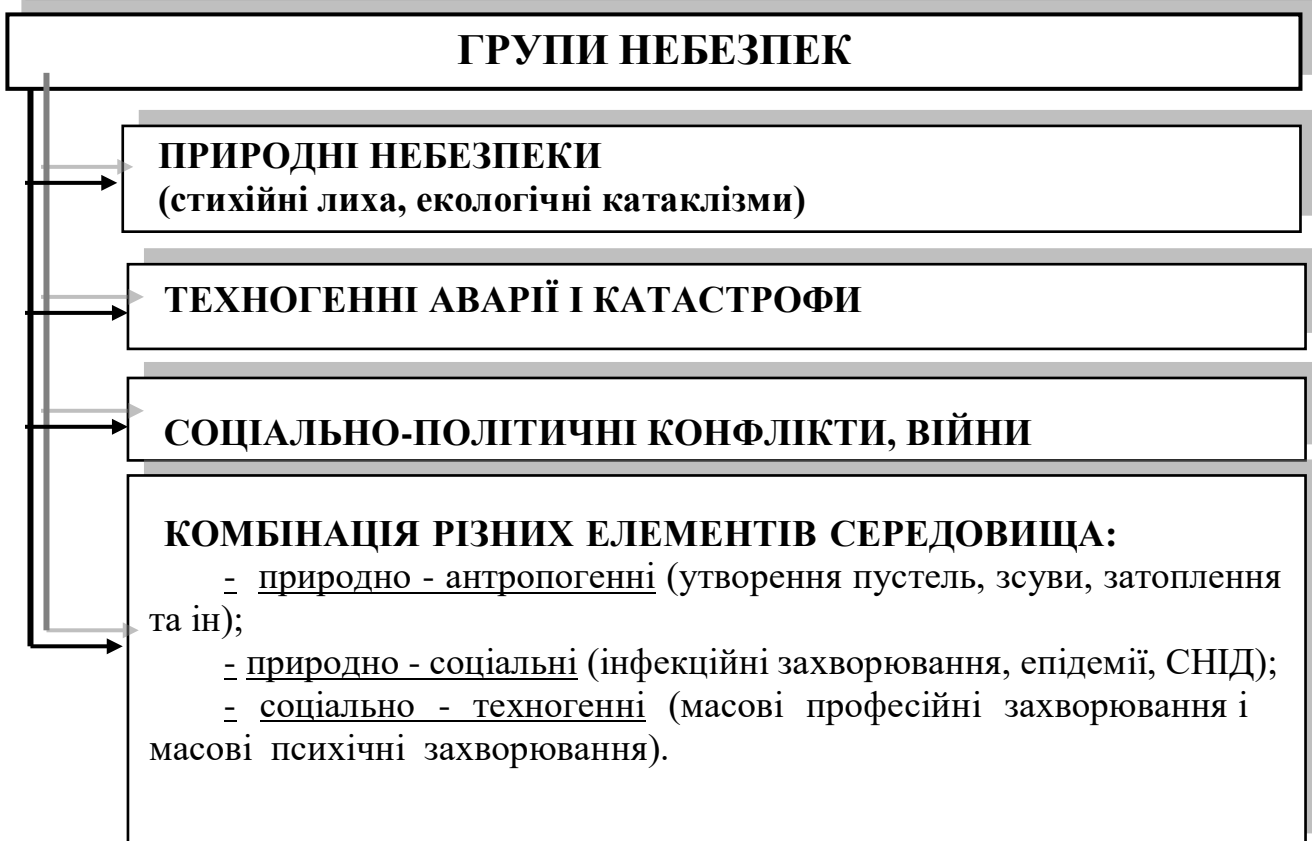 ГРУПИ НЕБЕЗПЕК
ПРИРОДНІ НЕБЕЗПЕКИ
(стихійні лиха, екологічні катаклізми)
ТЕХНОГЕННІ АВАРІЇ І КАТАСТРОФИ
СОЦІАЛЬНО-ПОЛІТИЧНІ КОНФЛІКТИ, ВІЙНИ
КОМБІНАЦІЯ РІЗНИХ ЕЛЕМЕНТІВ СЕРЕДОВИЩА:
- природно - антропогенні (утворення пустель, зсуви, затоплення
та ін);
- природно - соціальні (інфекційні захворювання, епідемії, СНІД);
- соціально - техногенні (масові професійні захворювання і
масові психічні захворювання).